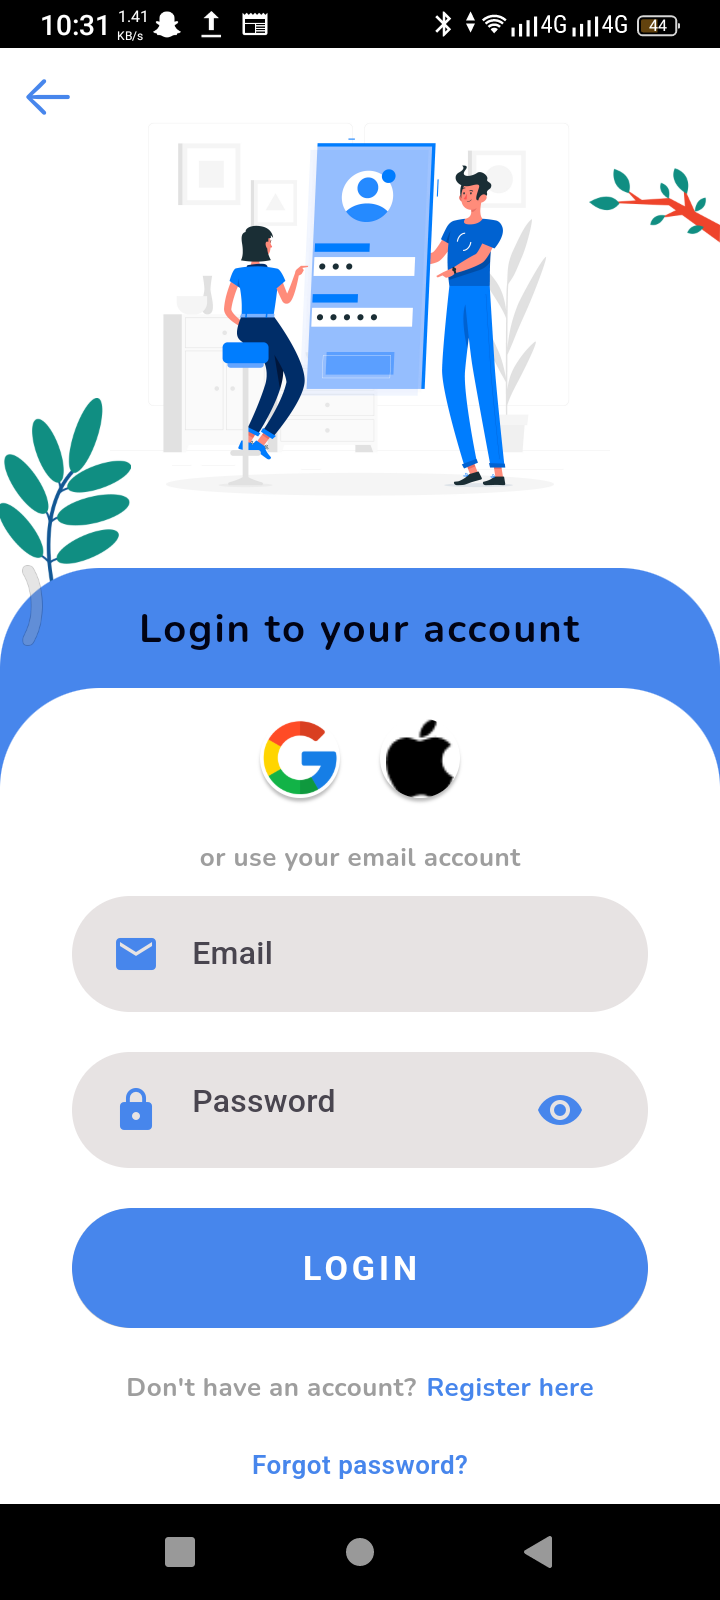 10:31 1.41 KB/s 4G 4G 44
Login to your account
or use your email account
Email
Password
LOGIN
Don't have an account? Register here
Forgot password?